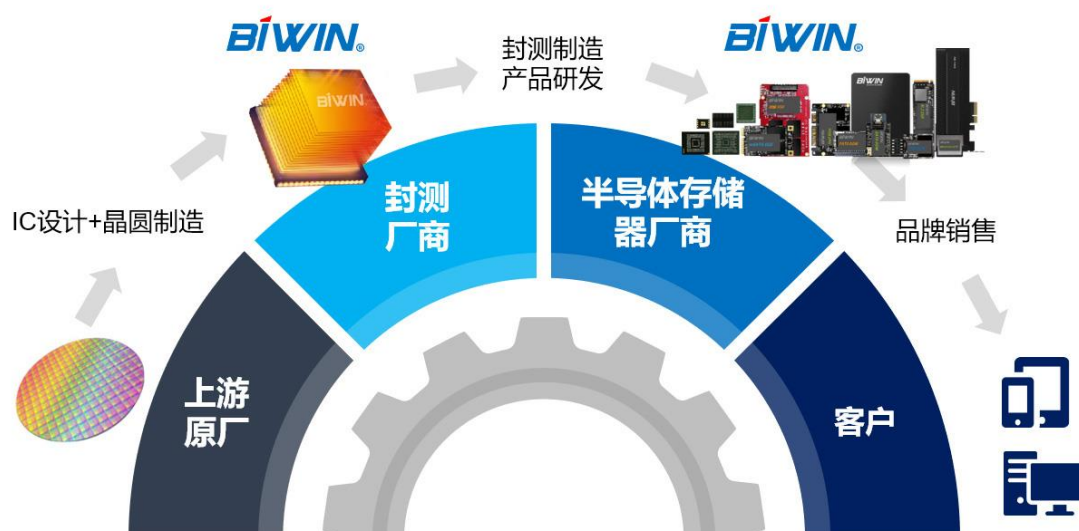 BIWIN®
BIWIN®
封测制造
产品研发
BIWIN
BIWIN
封测
厂商
半导体存储
器厂商
IC设计+晶圆制造
品牌销售
上游
原厂
客户